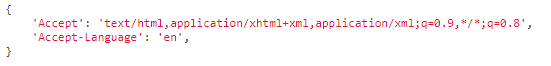 {
    'Accept': 'text/html,application/xhtml+xml,application/xml;q=0.9,*/*;q=0.8',
    'Accept-Language': 'en',
}